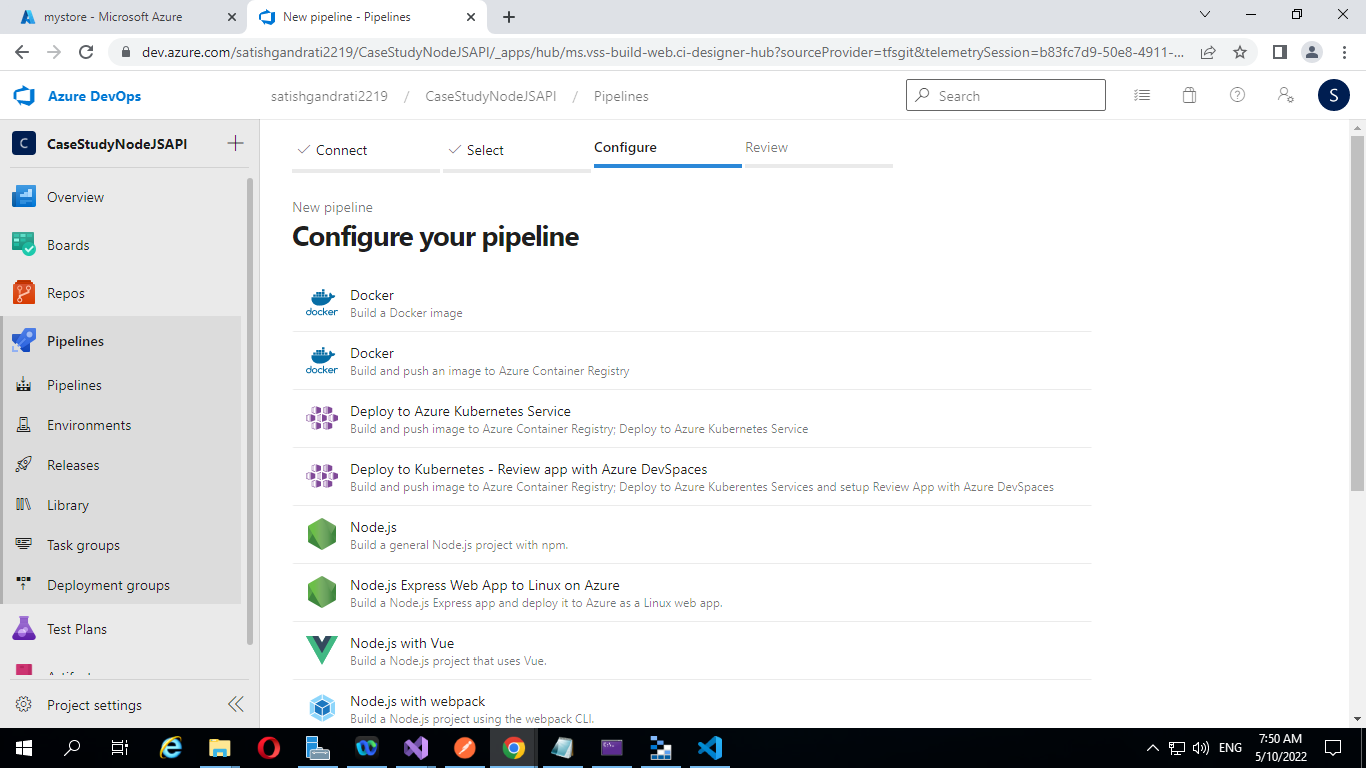 mystore - Microsoft Azure
New pipeline - Pipelines
dev.azure.com/satishgandrati2219/CaseStudyNodeJSAPI/_apps/hub/ms.vss-build-web.ci-designer-hub?sourceProvider=tfsgit&telemetrySession=b83fc7d9-50e8-4911-...
Azure DevOps
satishgandrati2219 / CaseStudyNodeJSAPI / Pipelines
Search
S
C CaseStudyNodeJSAPI
Overview
Boards
Repos
Pipelines
Pipelines
Environments
Releases
Library
Task groups
Deployment groups
Test Plans
Project settings
Connect
Select
Configure
Review
New pipeline
Configure your pipeline
docker
Docker
Build a Docker image
docker
Docker
Build and push an image to Azure Container Registry
Deploy to Azure Kubernetes Service
Build and push image to Azure Container Registry; Deploy to Azure Kubernetes Service
Deploy to Kubernetes - Review app with Azure DevSpaces
Build and push image to Azure Container Registry; Deploy to Azure Kuberentes Services and setup Review App with Azure DevSpaces
Node.js
Build a general Node.js project with npm.
Node.js Express Web App to Linux on Azure
Build a Node.js Express app and deploy it to Azure as a Linux web app.
Node.js with Vue
Build a Node.js project that uses Vue.
Node.js with webpack
Build a Node.js project using the webpack CLI.
ENG
7:50 AM
5/10/2022